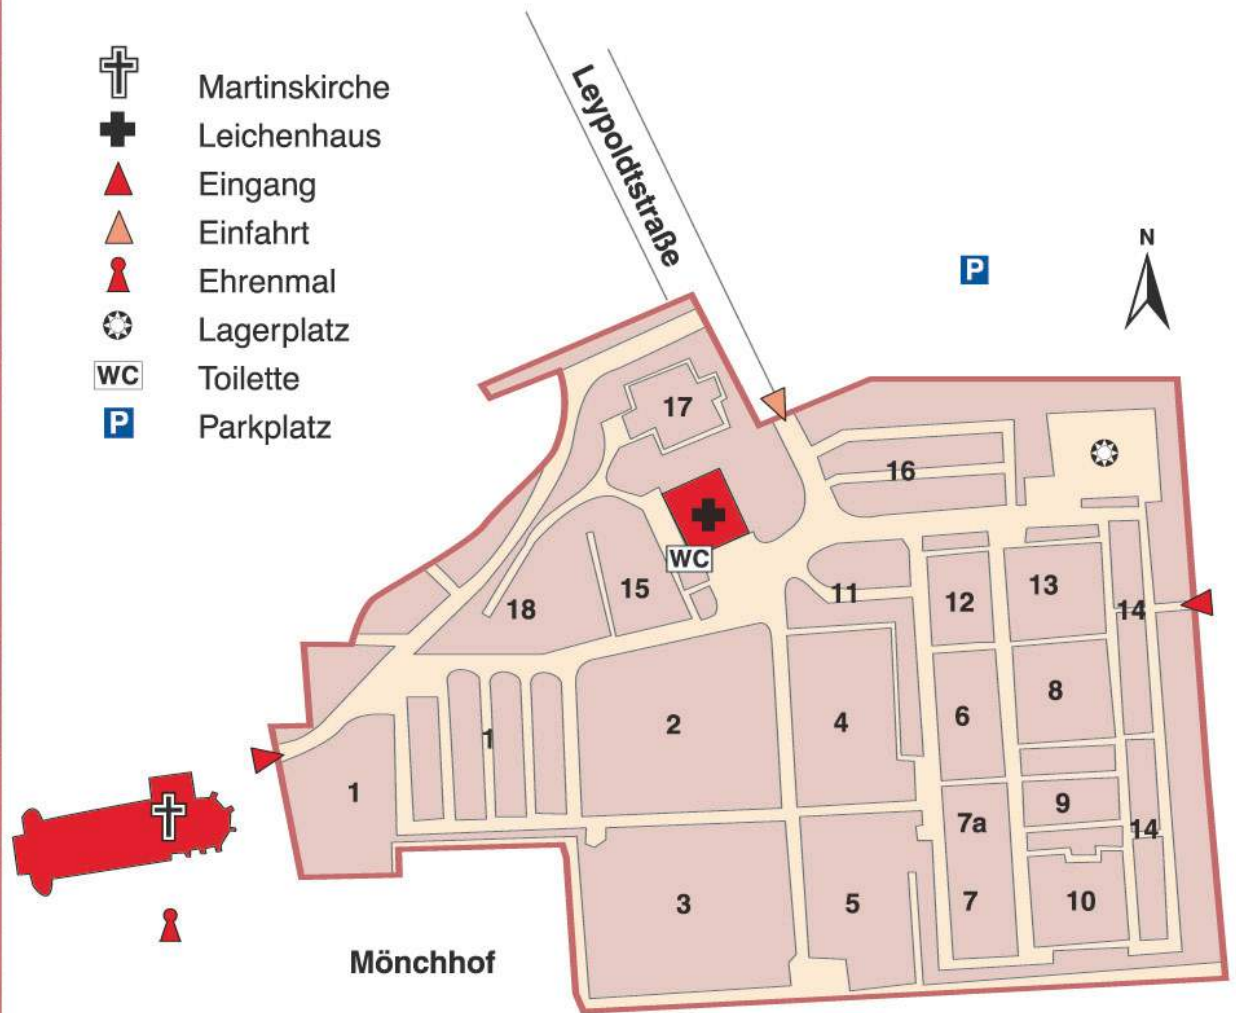 Martinskirche
Leichenhaus
Eingang
Einfahrt
Ehrenmal
Lagerplatz
WC Toilette
P Parkplatz
Leypoldtstraße
P
N
17
16
WC
15
18
11
12
13
14
1
1
2
4
6
8
9
7a
14
3
5
7
10
Mönchhof